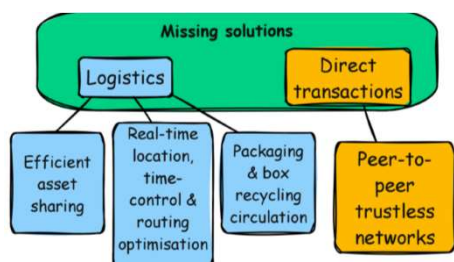 Missing solutions
Logistics
Direct
transactions
Efficient
asset
sharing
Real-time
location,
time-
control &
routing
optimisation
Packaging
& box
recycling
circulation
Peer-to-
peer
trustless
networks